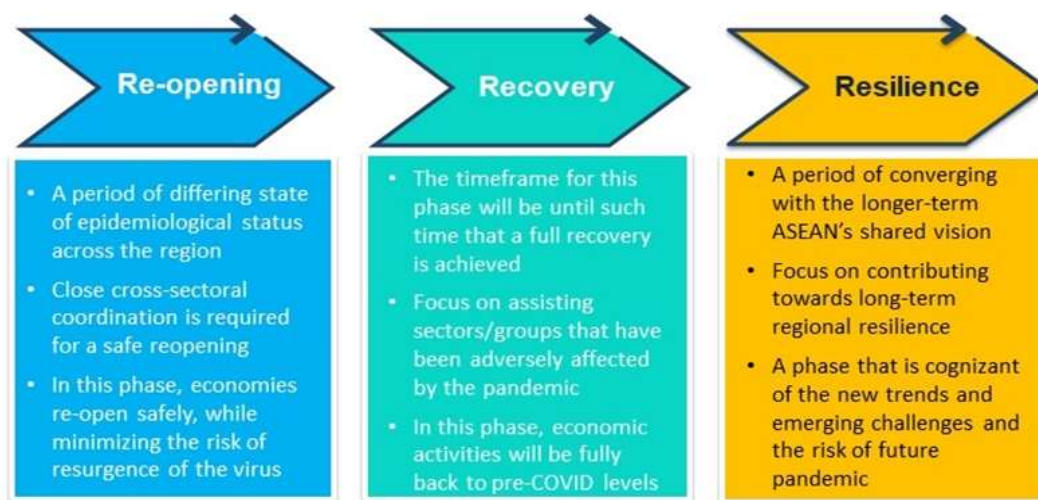 Re-opening
• A period of differing state
of epidemiological status
across the region
• Close cross-sectoral
coordination is required
for a safe reopening
• In this phase, economies
re-open safely, while
minimizing the risk of
resurgence of the virus
Recovery
• The timeframe for this
phase will be until such
time that a full recovery
is achieved
• Focus on assisting
sectors/groups that have
been adversely affected
by the pandemic
• In this phase, economic
activities will be fully
back to pre-COVID levels
Resilience
• A period of converging
with the longer-term
ASEAN's shared vision
• Focus on contributing
towards long-term
regional resilience
• A phase that is cognizant
of the new trends and
emerging challenges and
the risk of future
pandemic